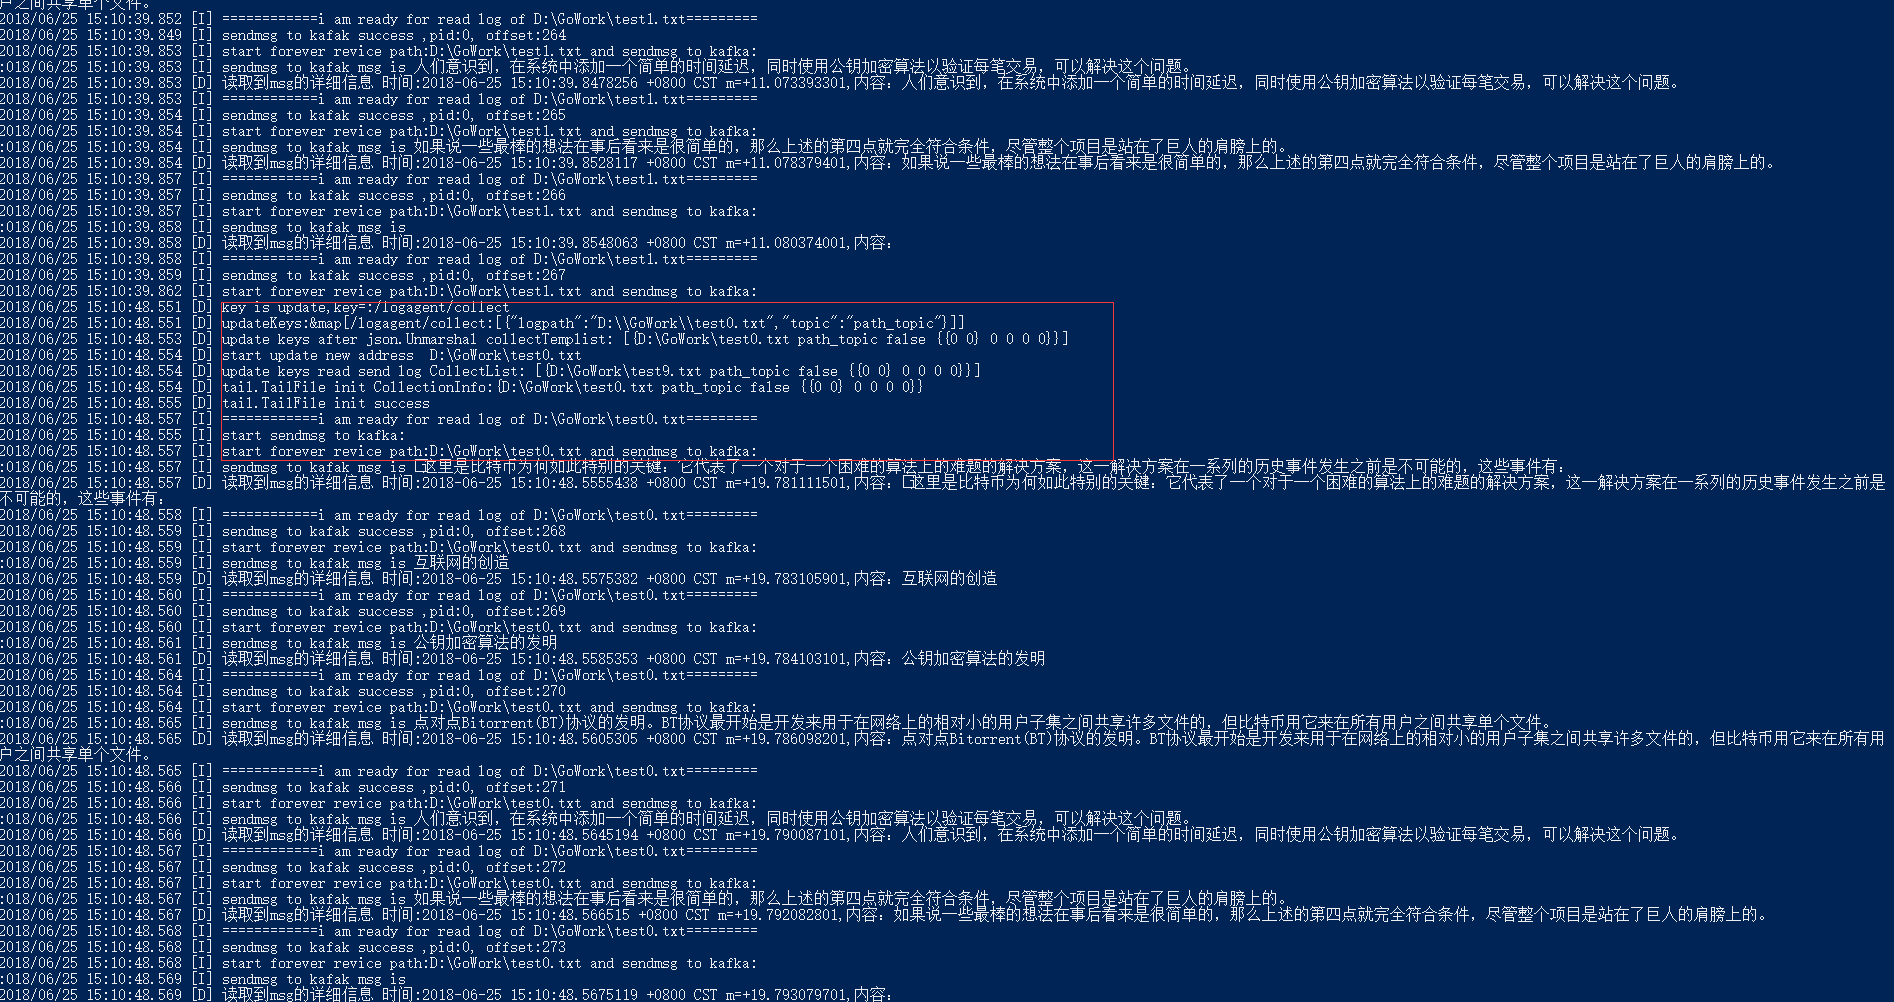 户之间共享单个文件。
2018/06/25 15:10:39.852 [I] ============i am ready for read log of D:\GoWork\test1.txt=========
2018/06/25 15:10:39.849 [I] sendmsg to kafak success ,pid:0, offset:264
2018/06/25 15:10:39.853 [I] start forever revice path:D:\GoWork\test1.txt and sendmsg to kafka:
:018/06/25 15:10:39.853 [I] sendmsg to kafak msg is 人们意识到，在系统中添加一个简单的时间延迟，同时使用公钥加密算法以验证每笔交易，可以解决这个问题。
2018/06/25 15:10:39.853 [D] 读取到msg的详细信息 时间:2018-06-25 15:10:39.8478256 +0800 CST m=+11.073393301,内容：人们意识到，在系统中添加一个简单的时间延迟，同时使用公钥加密算法以验证每笔交易，可以解决这个问题。
2018/06/25 15:10:39.853 [I] ============i am ready for read log of D:\GoWork\test1.txt=========
2018/06/25 15:10:39.854 [I] sendmsg to kafak success ,pid:0, offset:265
2018/06/25 15:10:39.854 [I] start forever revice path:D:\GoWork\test1.txt and sendmsg to kafka:
:018/06/25 15:10:39.854 [I] sendmsg to kafak msg is 如果说一些最棒的想法在事后看来是很简单的，那么上述的第四点就完全符合条件，尽管整个项目是站在了巨人的肩膀上的。
2018/06/25 15:10:39.854 [D] 读取到msg的详细信息 时间:2018-06-25 15:10:39.8528117 +0800 CST m=+11.078379401,内容：如果说一些最棒的想法在事后看来是很简单的，那么上述的第四点就完全符合条件，尽管整个项目是站在了巨人的肩膀上的。
2018/06/25 15:10:39.857 [I] ============i am ready for read log of D:\GoWork\test1.txt=========
2018/06/25 15:10:39.857 [I] sendmsg to kafak success ,pid:0, offset:266
2018/06/25 15:10:39.857 [I] start forever revice path:D:\GoWork\test1.txt and sendmsg to kafka:
:018/06/25 15:10:39.858 [I] sendmsg to kafak msg is
2018/06/25 15:10:39.858 [D] 读取到msg的详细信息 时间:2018-06-25 15:10:39.8548063 +0800 CST m=+11.080374001,内容：
2018/06/25 15:10:39.858 [I] ============i am ready for read log of D:\GoWork\test1.txt=========
2018/06/25 15:10:39.859 [I] sendmsg to kafak success ,pid:0, offset:267
2018/06/25 15:10:39.862 [I] start forever revice path:D:\GoWork\test1.txt and sendmsg to kafka:
2018/06/25 15:10:48.551 [D] key is update,key=:/logagent/collect
2018/06/25 15:10:48.551 [D] updateKeys:&map[/logagent/collect:[{"logpath":"D:\\GoWork\\test0.txt","topic":"path_topic"}]]
2018/06/25 15:10:48.553 [D] update keys after json.Unmarshal collectTemplist: [{D:\GoWork\test0.txt path_topic false {{0 0} 0 0 0 0}}]
2018/06/25 15:10:48.554 [D] start update new address  D:\GoWork\test0.txt
2018/06/25 15:10:48.554 [D] update keys read send log CollectList: [{D:\GoWork\test9.txt path_topic false {{0 0} 0 0 0 0}}]
2018/06/25 15:10:48.554 [D] tail.TailFile init CollectionInfo:{D:\GoWork\test0.txt path_topic false {{0 0} 0 0 0 0}}
2018/06/25 15:10:48.555 [D] tail.TailFile init success
2018/06/25 15:10:48.557 [I] ============i am ready for read log of D:\GoWork\test0.txt=========
2018/06/25 15:10:48.555 [I] start sendmsg to kafka:
2018/06/25 15:10:48.557 [I] start forever revice path:D:\GoWork\test0.txt and sendmsg to kafka:
:018/06/25 15:10:48.557 [I] sendmsg to kafak msg is 这里是比特币为何如此特别的关键：它代表了一个对于一个困难的算法上的难题的解决方案，这一解决方案在一系列的历史事件发生之前是不可能的，这些事件有：
2018/06/25 15:10:48.557 [D] 读取到msg的详细信息 时间:2018-06-25 15:10:48.5555438 +0800 CST m=+19.781111501,内容：这里是比特币为何如此特别的关键：它代表了一个对于一个困难的算法上的难题的解决方案，这一解决方案在一系列的历史事件发生之前是
不可能的，这些事件有：
2018/06/25 15:10:48.558 [I] ============i am ready for read log of D:\GoWork\test0.txt=========
2018/06/25 15:10:48.559 [I] sendmsg to kafak success ,pid:0, offset:268
2018/06/25 15:10:48.559 [I] start forever revice path:D:\GoWork\test0.txt and sendmsg to kafka:
:018/06/25 15:10:48.559 [I] sendmsg to kafak msg is 互联网的创造
2018/06/25 15:10:48.559 [D] 读取到msg的详细信息 时间:2018-06-25 15:10:48.5575382 +0800 CST m=+19.783105901,内容：互联网的创造
2018/06/25 15:10:48.560 [I] ============i am ready for read log of D:\GoWork\test0.txt=========
2018/06/25 15:10:48.560 [I] sendmsg to kafak success ,pid:0, offset:269
2018/06/25 15:10:48.560 [I] start forever revice path:D:\GoWork\test0.txt and sendmsg to kafka:
:018/06/25 15:10:48.561 [I] sendmsg to kafak msg is 公钥加密算法的发明
2018/06/25 15:10:48.561 [D] 读取到msg的详细信息 时间:2018-06-25 15:10:48.5585353 +0800 CST m=+19.784103101,内容：公钥加密算法的发明
2018/06/25 15:10:48.564 [I] ============i am ready for read log of D:\GoWork\test0.txt=========
2018/06/25 15:10:48.564 [I] sendmsg to kafak success ,pid:0, offset:270
2018/06/25 15:10:48.564 [I] start forever revice path:D:\GoWork\test0.txt and sendmsg to kafka:
:018/06/25 15:10:48.565 [I] sendmsg to kafak msg is 点对点Bitorrent(BT)协议的发明。BT协议最开始是开发来用于在网络上的相对小的用户子集之间共享许多文件的，但比特币用它来在所有用户之间共享单个文件。
2018/06/25 15:10:48.565 [D] 读取到msg的详细信息 时间:2018-06-25 15:10:48.5605305 +0800 CST m=+19.786098201,内容：点对点Bitorrent(BT)协议的发明。BT协议最开始是开发来用于在网络上的相对小的用户子集之间共享许多文件的，但比特币用它来在所有用
户之间共享单个文件。
2018/06/25 15:10:48.565 [I] ============i am ready for read log of D:\GoWork\test0.txt=========
2018/06/25 15:10:48.566 [I] sendmsg to kafak success ,pid:0, offset:271
2018/06/25 15:10:48.566 [I] start forever revice path:D:\GoWork\test0.txt and sendmsg to kafka:
:018/06/25 15:10:48.566 [I] sendmsg to kafak msg is 人们意识到，在系统中添加一个简单的时间延迟，同时使用公钥加密算法以验证每笔交易，可以解决这个问题。
2018/06/25 15:10:48.566 [D] 读取到msg的详细信息 时间:2018-06-25 15:10:48.5645194 +0800 CST m=+19.790087101,内容：人们意识到，在系统中添加一个简单的时间延迟，同时使用公钥加密算法以验证每笔交易，可以解决这个问题。
2018/06/25 15:10:48.567 [I] ============i am ready for read log of D:\GoWork\test0.txt=========
2018/06/25 15:10:48.567 [I] sendmsg to kafak success ,pid:0, offset:272
2018/06/25 15:10:48.567 [I] start forever revice path:D:\GoWork\test0.txt and sendmsg to kafka:
:018/06/25 15:10:48.567 [I] sendmsg to kafak msg is 如果说一些最棒的想法在事后看来是很简单的，那么上述的第四点就完全符合条件，尽管整个项目是站在了巨人的肩膀上的。
2018/06/25 15:10:48.567 [D] 读取到msg的详细信息 时间:2018-06-25 15:10:48.566515 +0800 CST m=+19.792082801,内容：如果说一些最棒的想法在事后看来是很简单的，那么上述的第四点就完全符合条件，尽管整个项目是站在了巨人的肩膀上的。
2018/06/25 15:10:48.568 [I] ============i am ready for read log of D:\GoWork\test0.txt=========
2018/06/25 15:10:48.568 [I] sendmsg to kafak success ,pid:0, offset:273
2018/06/25 15:10:48.568 [I] start forever revice path:D:\GoWork\test0.txt and sendmsg to kafka:
:018/06/25 15:10:48.569 [I] sendmsg to kafak msg is
2018/06/25 15:10:48.569 [D] 读取到msg的详细信息 时间:2018-06-25 15:10:48.5675119 +0800 CST m=+19.793079701,内容：